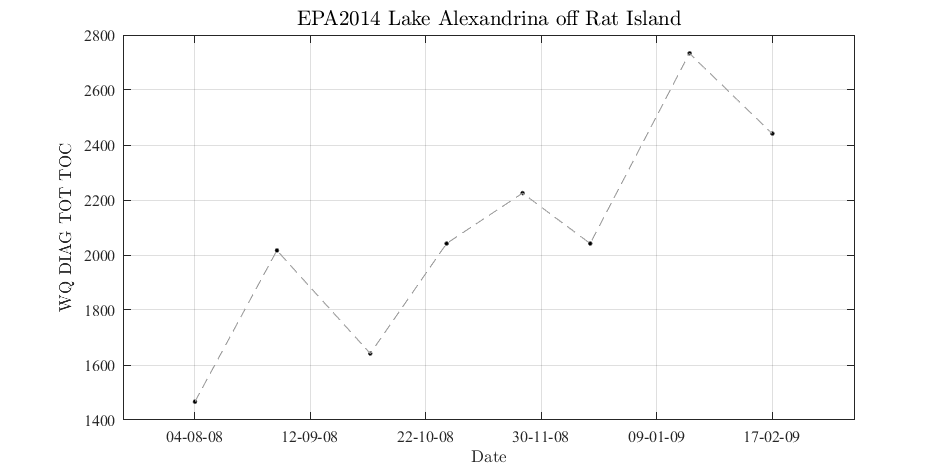 EPA2014 Lake Alexandrina off Rat Island
2800
2600
2400
2200
2000
1800
1600
1400
WQ DIAG TOT TOC
04-08-08 12-09-08 22-10-08 30-11-08 09-01-09 17-02-09
Date